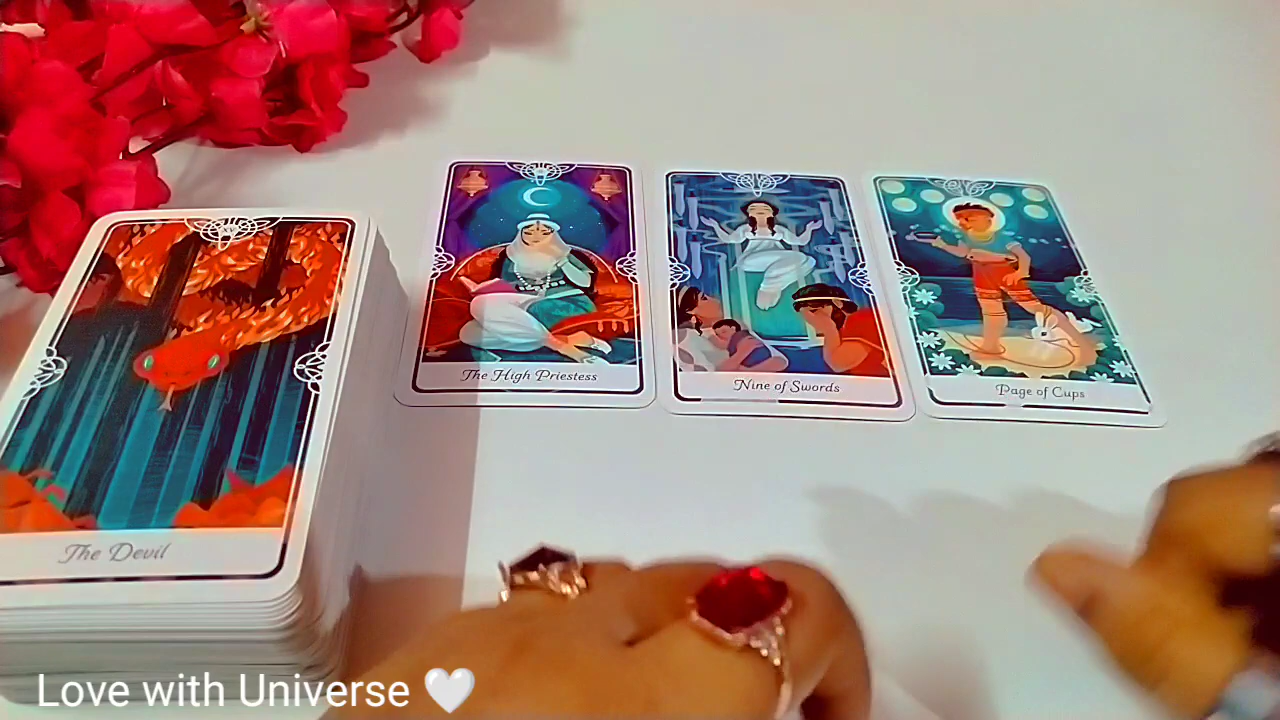 The High Priestess
Nine of Swords
Page of Cups
The Devil
Love with Universe 🤍